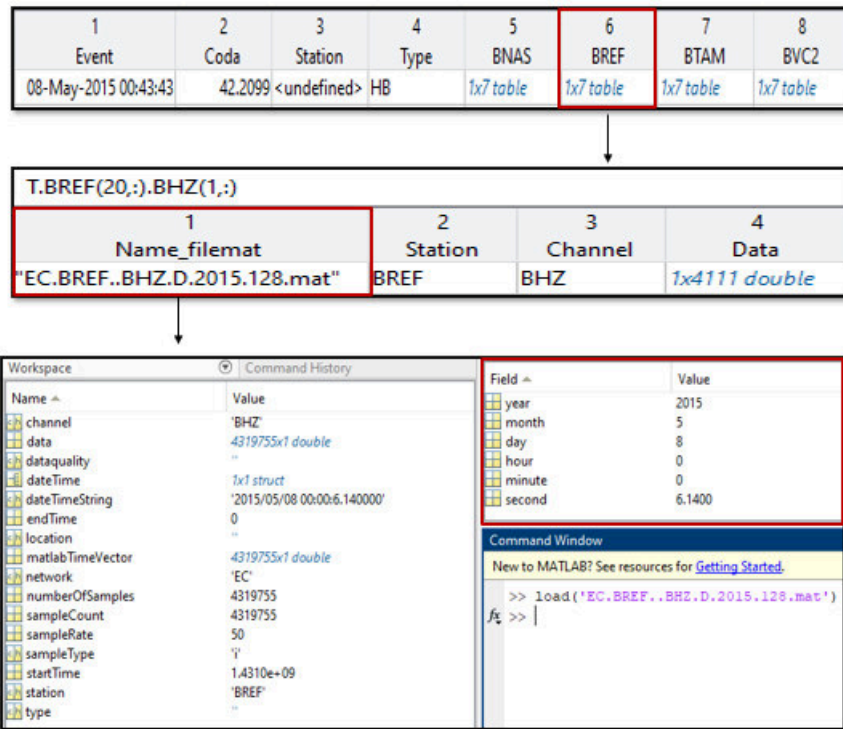 1 2 3 4 5 6 7 8
Event Coda Station Type BNAS BREF BTAM BVC2
08-May-2015 00:43:43 42.2099 <undefined> HB 1x7 table 1x7 table 1x7 table 1x7 table
T.BREF(20,:).BHZ(1,:)
1 2 3 4
Name_filemat Station Channel Data
"EC.BREF..BHZ.D.2015.128.mat" BREF BHZ 1x4111 double
Workspace Command History
Name Value
channel 'BHZ'
data 4319755x1 double
dataquality ''
dateTime 1x1 struct
dateTimeString '2015/05/08 00:00:6.140000'
endTime 0
location ''
matlabTimeVector 4319755x1 double
network 'EC'
numberOfSamples 4319755
sampleCount 4319755
sampleRate 50
sampleType 'i'
startTime 1.4310e+09
station 'BREF'
type ''
Field Value
year 2015
month 5
day 8
hour 0
minute 0
second 6.1400
Command Window
New to MATLAB? See resources for Getting Started.
>> load('EC.BREF..BHZ.D.2015.128.mat')
fx >>